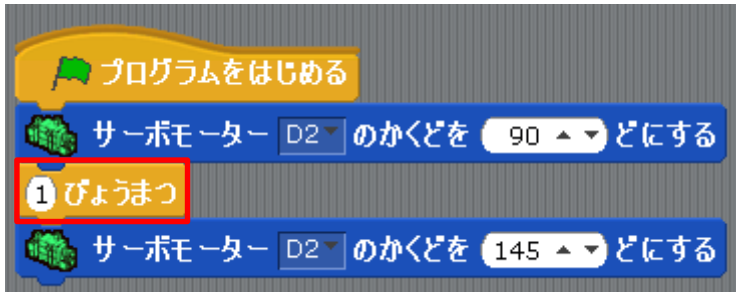 プログラムをはじめる
サーボモーター D2 のかくどを 90 どにする
1 びょうまつ
サーボモーター D2 のかくどを 145 どにする